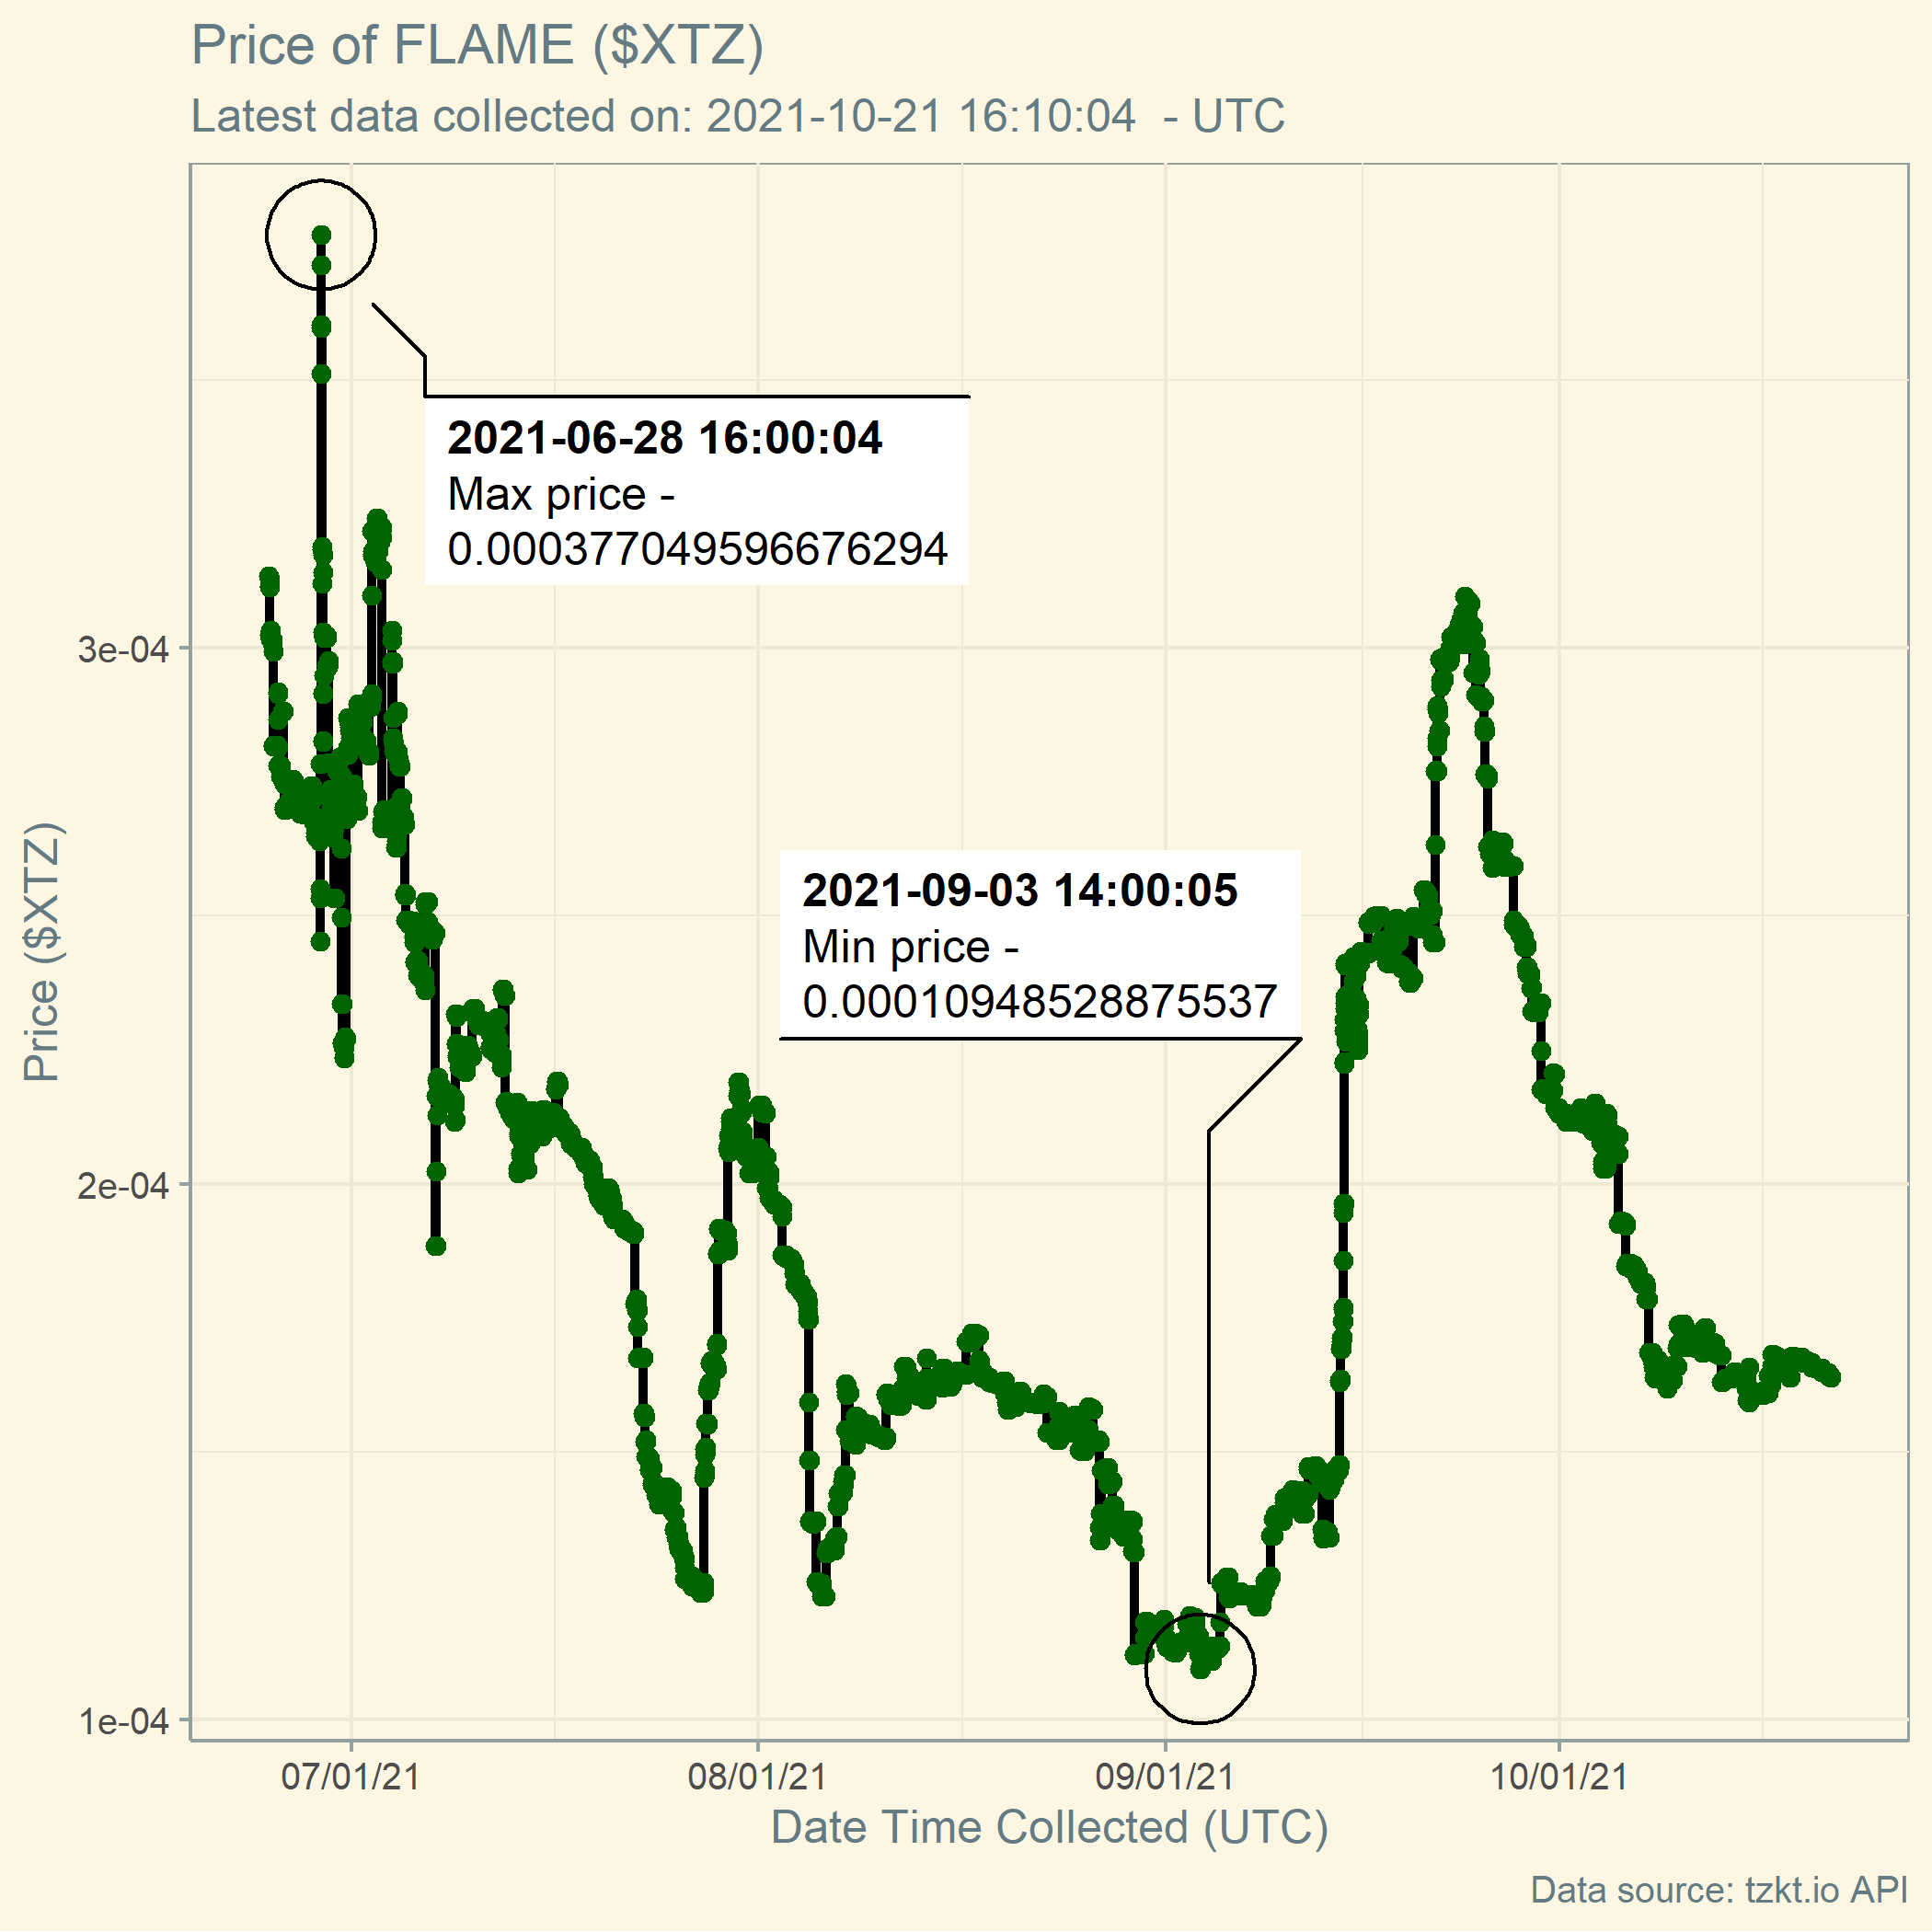 Price of FLAME ($XTZ)
Latest data collected on: 2021-10-21 16:10:04  - UTC
2021-06-28 16:00:04
Max price -
0.000377049596676294
3e-04
2021-09-03 14:00:05
Min price -
0.00010948528875537
Price ($XTZ)
2e-04
1e-04
07/01/21
08/01/21
09/01/21
10/01/21
Date Time Collected (UTC)
Data source: tzkt.io API